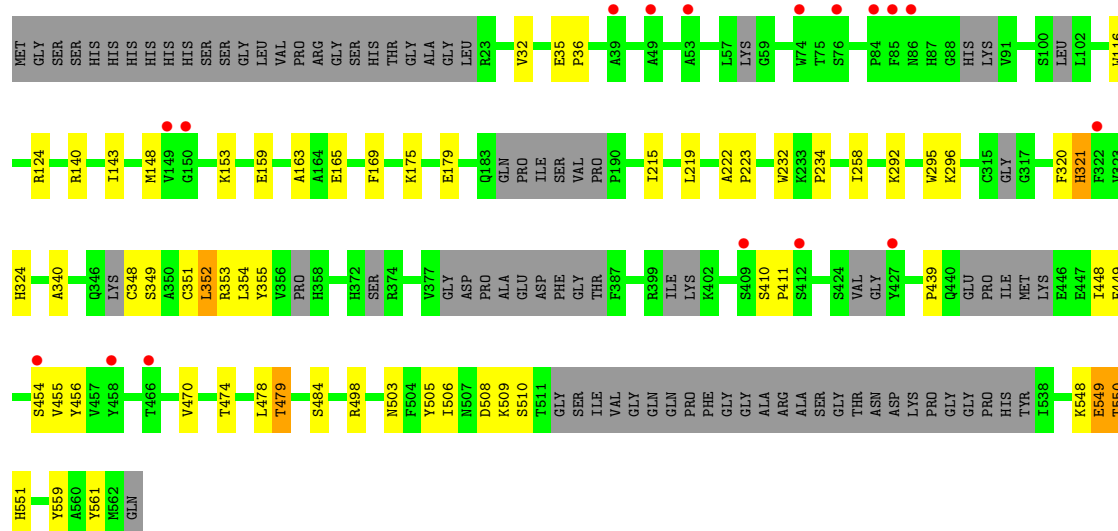 MET GLY SER SER HIS HIS HIS HIS HIS HIS SER SER GLY LEU VAL PRO ARG GLY SER HIS THR GLY ALA GLY LEU R23 V32 E35 P36 A39 A49 A53 L57 LYS G59 W74 T75 S76 P84 F85 N86 H87 G88 HIS LYS V91 S100 LEU L102 W116
R124 R140 I143 M148 V149 G150 K153 E159 A163 A164 E165 F169 K175 E179 Q183 GLN PRO ILE SER VAL PRO P190 I215 L219 A222 P223 W232 K233 P234 I258 K292 W295 K296 C315 GLY G317 F320 H321 F322 V323
H324 A340 Q346 LYS C348 S349 A350 C351 L352 R353 L354 Y355 V356 PRO H358 H372 SER R374 V377 GLY ASP PRO ALA GLU ASP PHE GLY THR F387 R399 ILE LYS K402 S409 S410 P411 S412 S424 VAL GLY Y427 P439 Q440 GLU PRO ILE MET LYS E446 E447 I448 E449
S454 V455 Y456 V457 Y458 T466 V470 T474 L478 T479 S484 R498 N503 F504 Y505 I506 N507 D508 K509 S510 T511 GLY SER ILE VAL GLY GLN GLN PRO PHE GLY GLY ALA ARG ALA SER GLY THR ASN ASP LYS PRO GLY GLY PRO HIS TYR I538 K548 E549 T550
H551 Y559 A560 Y561 M562 GLN